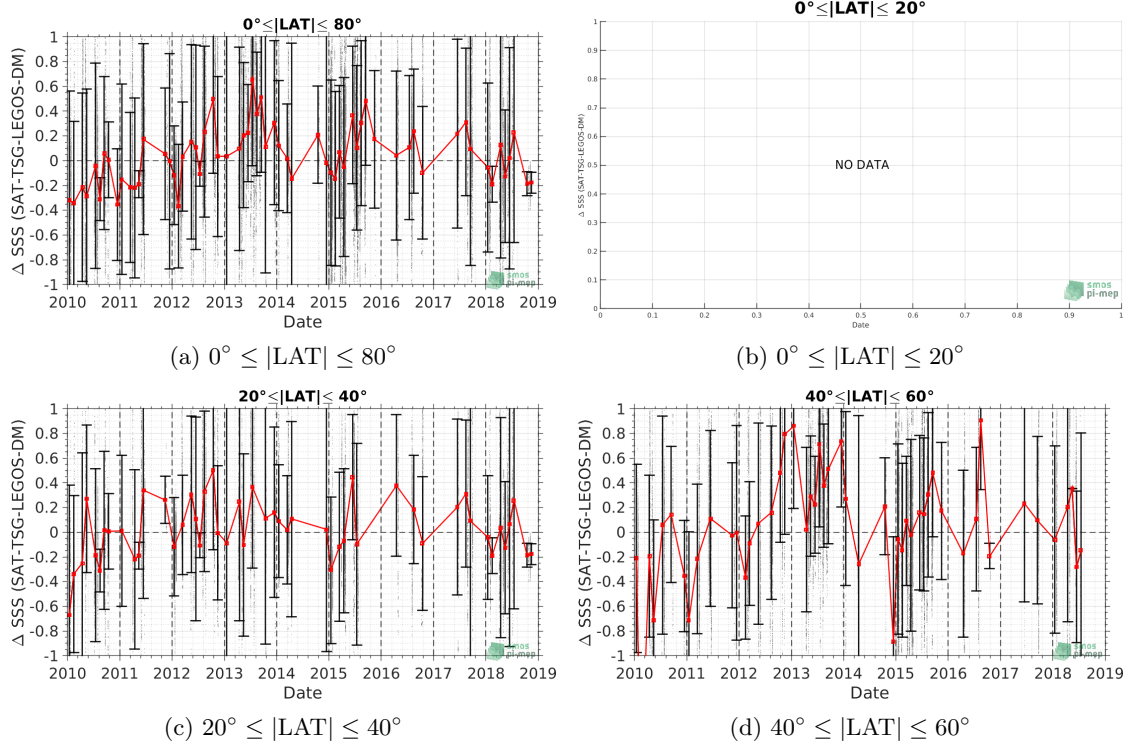 0°≤|LAT|≤ 80°
Δ SSS (SAT-TSG-LEGOS-DM)
1
0.8
0.6
0.4
0.2
0
-0.2
-0.4
-0.6
-0.8
-1
2010 2011 2012 2013 2014 2015 2016 2017 2018 2019
Date
smos
pi-mep
(a) 0° ≤ |LAT| ≤ 80°
0°≤|LAT|≤ 20°
Δ SSS (SAT-TSG-LEGOS-DM)
1
0.9
0.8
0.7
0.6
0.5
0.4
0.3
0.2
0.1
0
NO DATA
0 0.1 0.2 0.3 0.4 0.5 0.6 0.7 0.8 0.9 1
Date
smos
pi-mep
(b) 0° ≤ |LAT| ≤ 20°
20°≤|LAT|≤ 40°
Δ SSS (SAT-TSG-LEGOS-DM)
1
0.8
0.6
0.4
0.2
0
-0.2
-0.4
-0.6
-0.8
-1
2010 2011 2012 2013 2014 2015 2016 2017 2018 2019
Date
smos
pi-mep
(c) 20° ≤ |LAT| ≤ 40°
40°≤|LAT|≤ 60°
Δ SSS (SAT-TSG-LEGOS-DM)
1
0.8
0.6
0.4
0.2
0
-0.2
-0.4
-0.6
-0.8
-1
2010 2011 2012 2013 2014 2015 2016 2017 2018 2019
Date
smos
pi-mep
(d) 40° ≤ |LAT| ≤ 60°